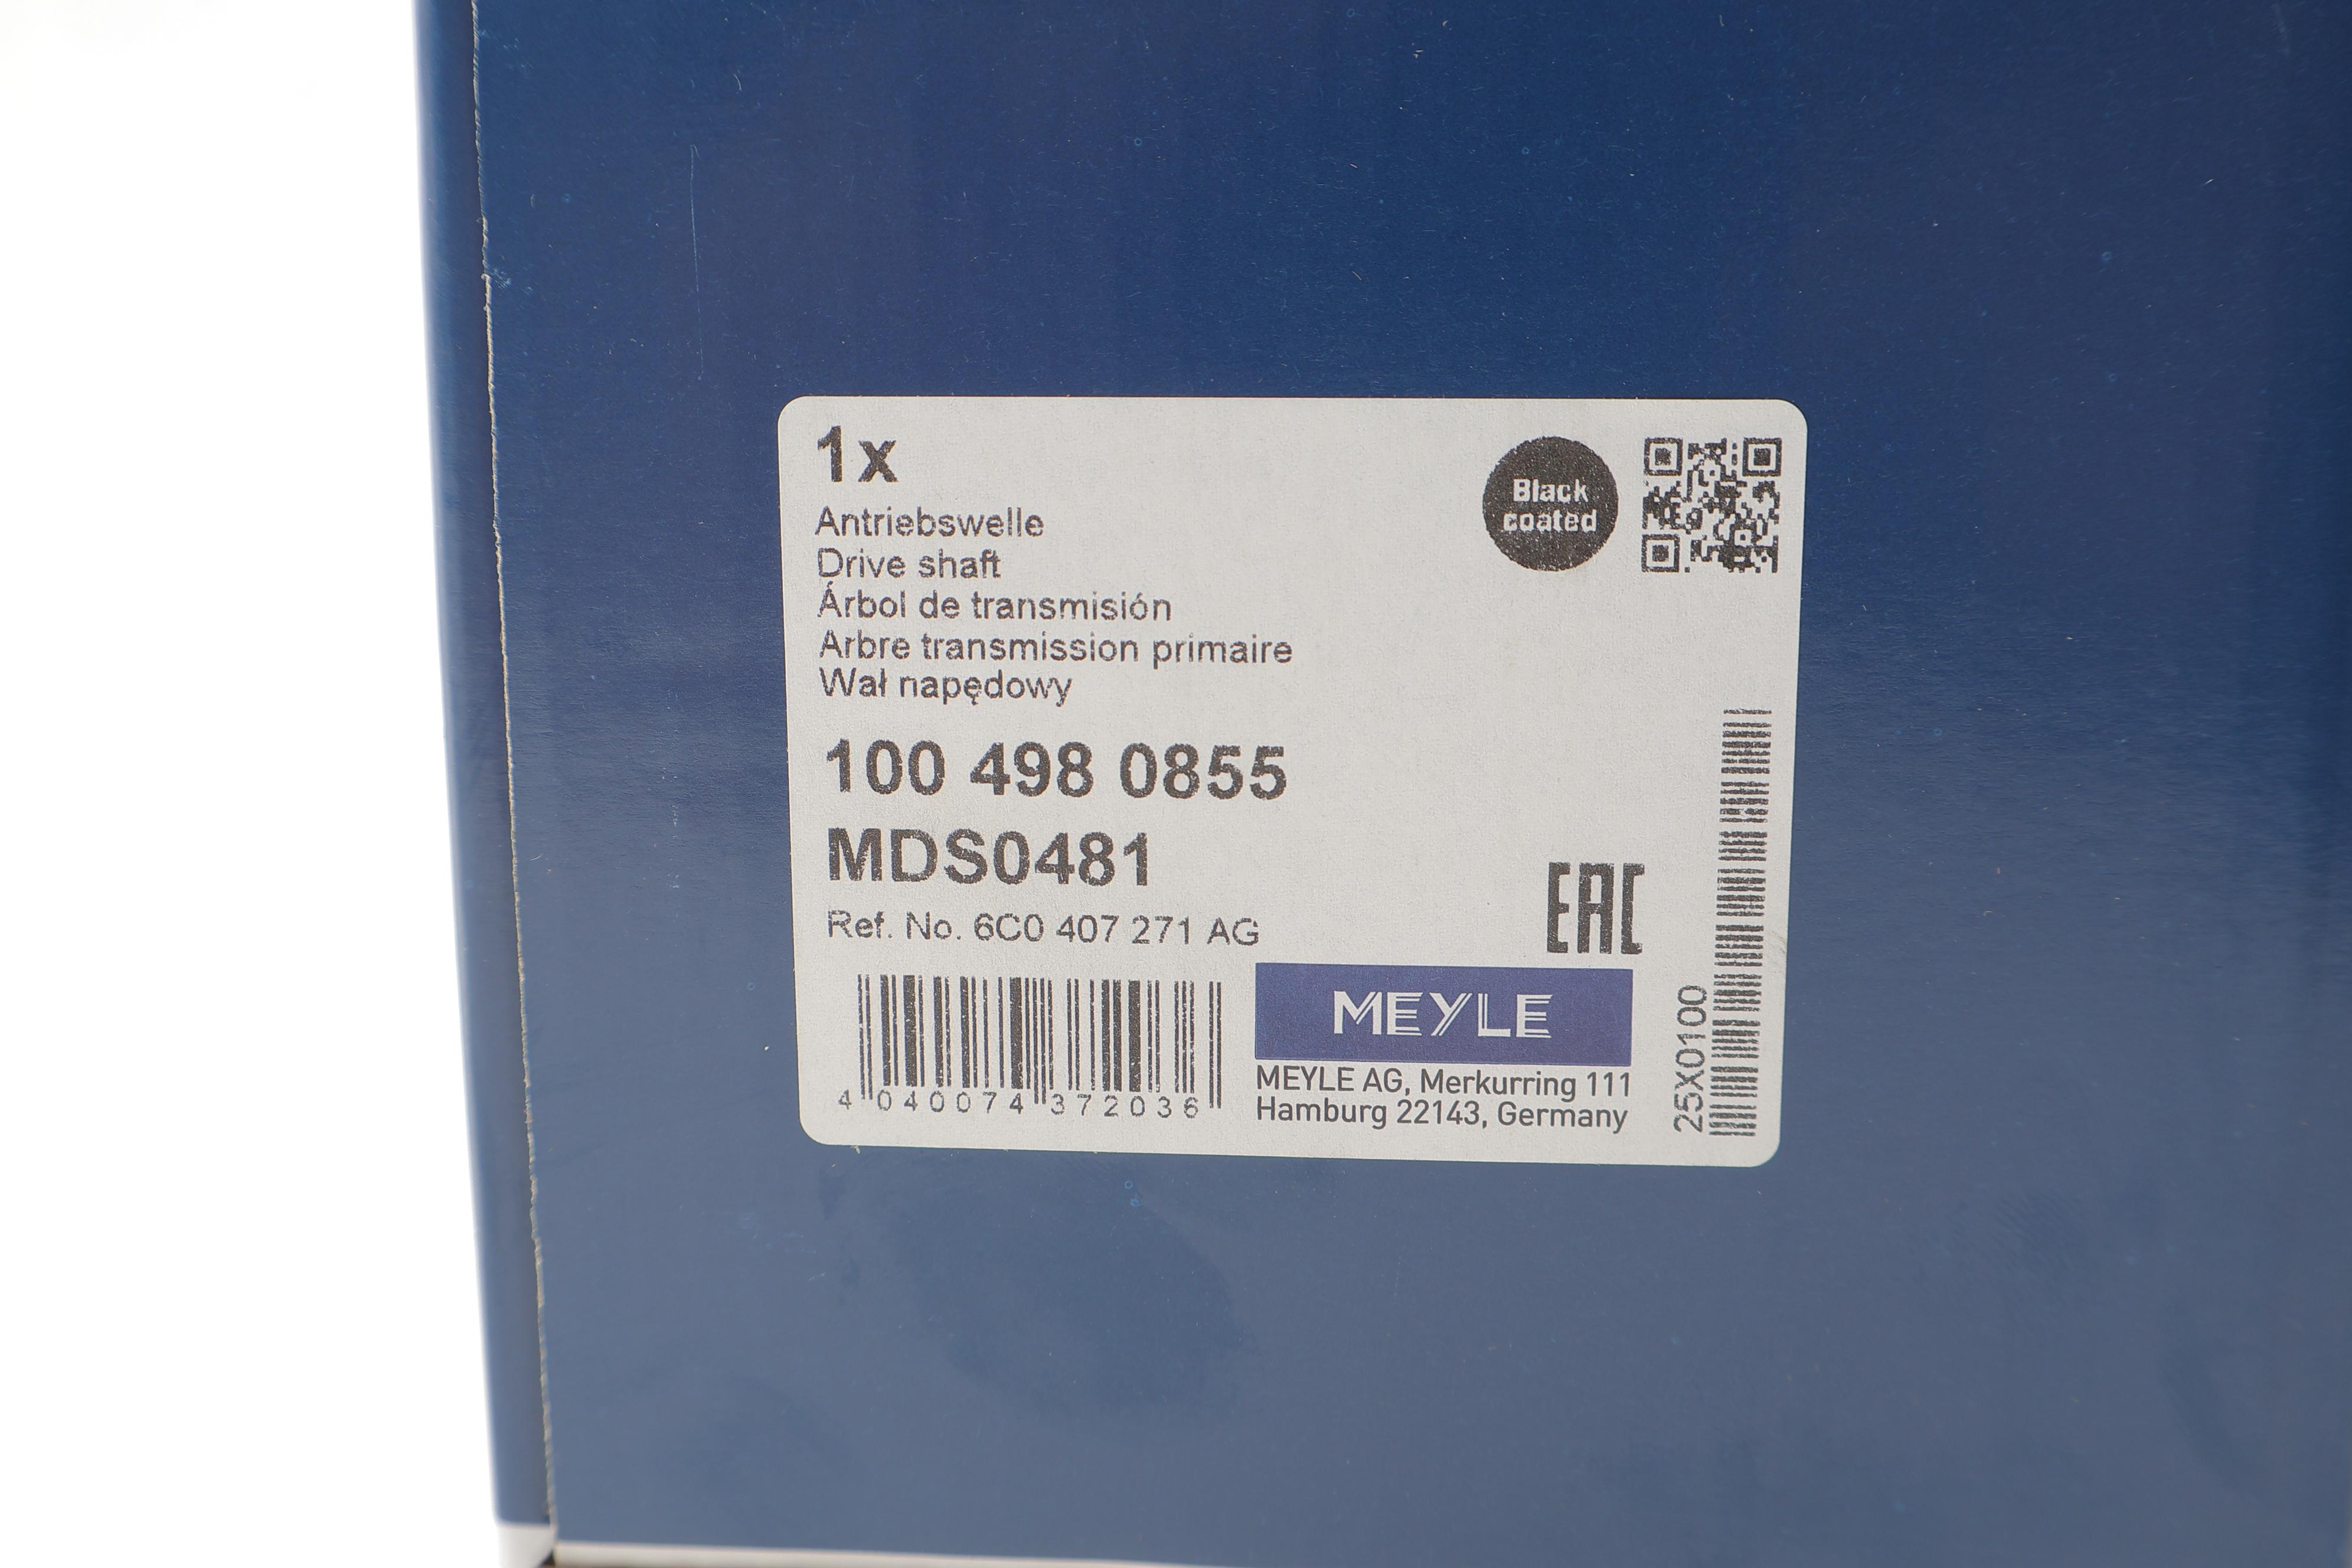 1x
Black
coated
Antriebswelle
Drive shaft
Árbol de transmisión
Arbre transmission primaire
Wał napędowy
100 498 0855
MDS0481
EAC
Ref. No. 6C0 407 271 AG
MEYLE
4 040074 372036
MEYLE AG, Merkurring 111
Hamburg 22143, Germany
25X0100